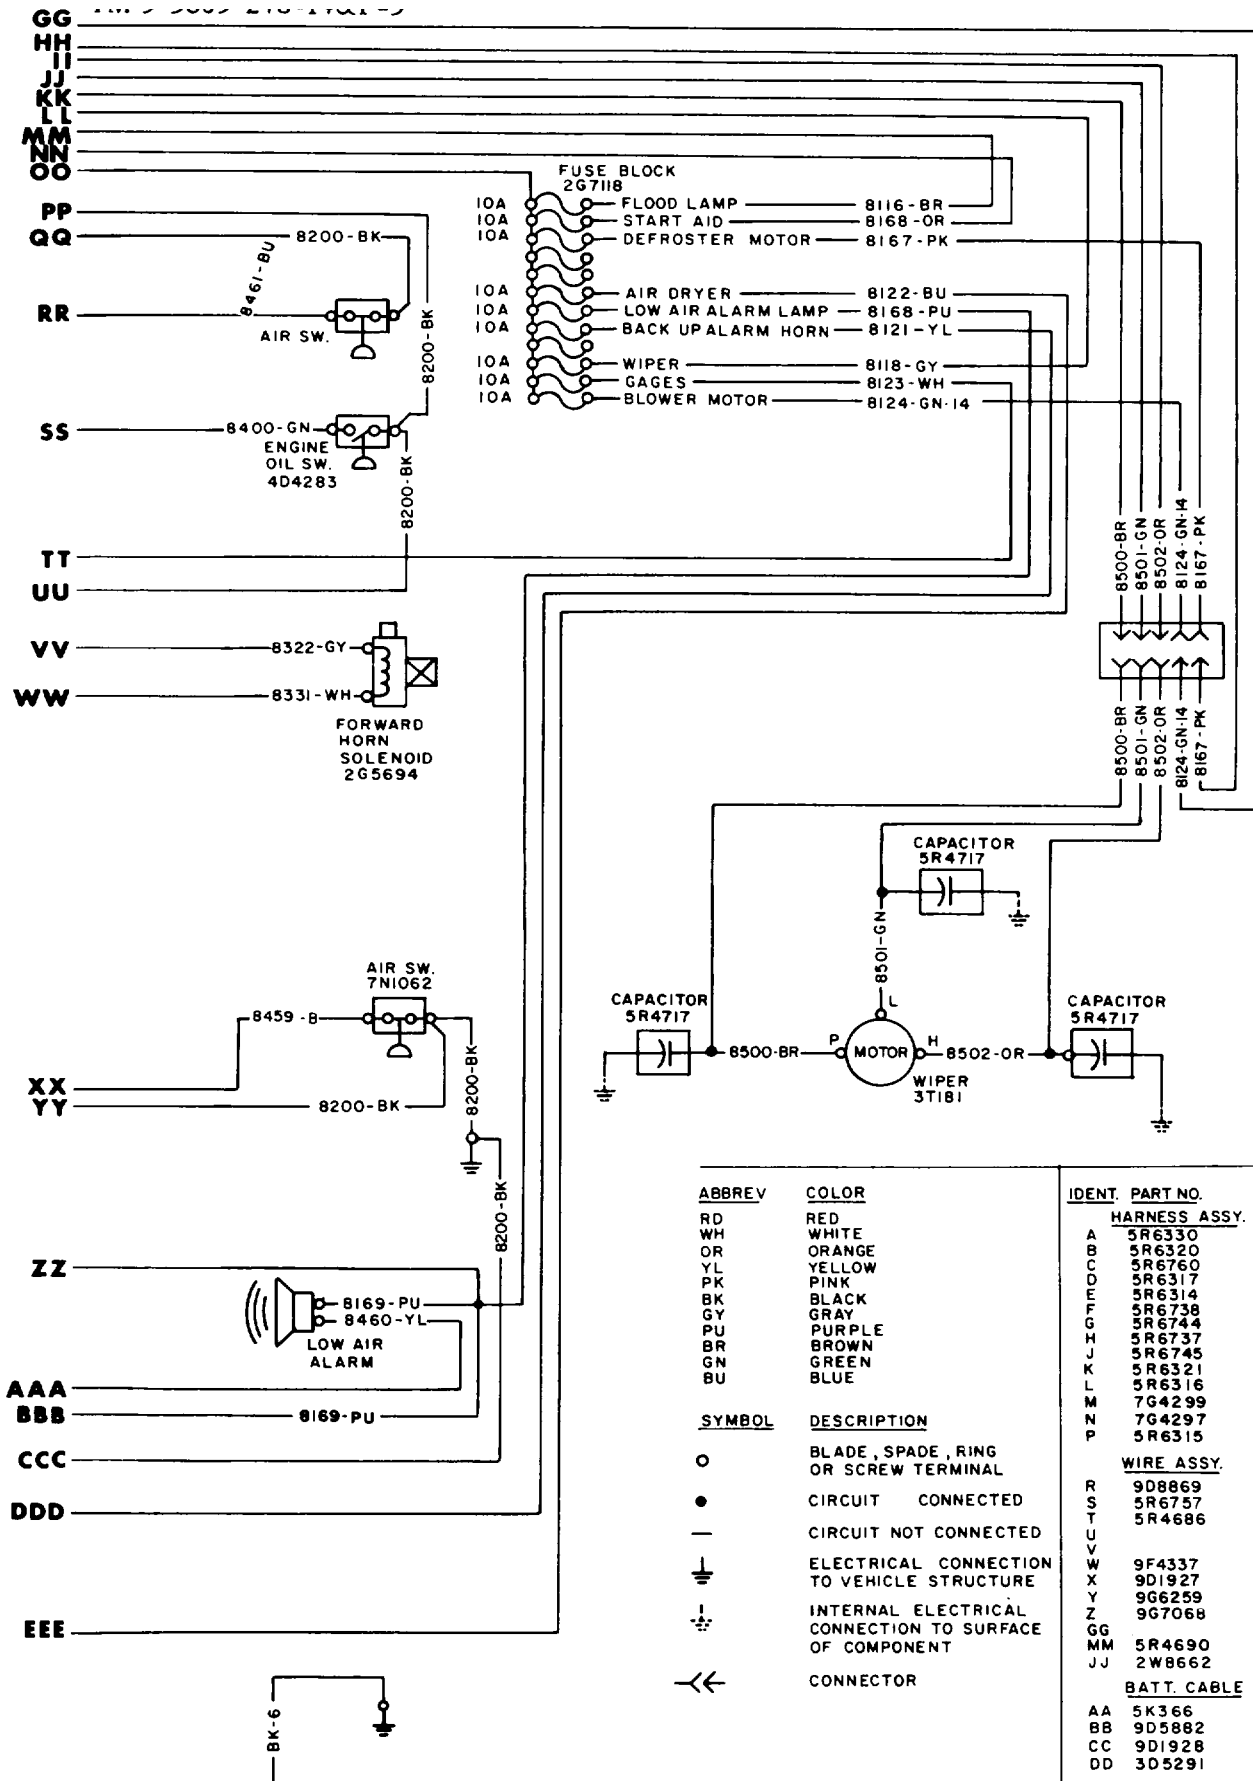 GG
HH
II
JJ
KK
LL
MM
NN
OO
FUSE BLOCK
2G7118
10A FLOOD LAMP 8116-BR
10A START AID 8168-OR
10A DEFROSTER MOTOR 8167-PK
10A AIR DRYER 8122-BU
10A LOW AIR ALARM LAMP 8168-PU
10A BACK UP ALARM HORN 8121-YL
10A WIPER 8118-GY
10A GAGES 8123-WH
10A BLOWER MOTOR 8124-GN-14
PP
QQ
8200-BK
8461-BU
RR
AIR SW.
8200-BK
SS
8400-GN
ENGINE
OIL SW.
4D4283
8200-BK
TT
UU
8500-BR
8501-GN
8502-OR
8124-GN-14
8167-PK
VV
8322-GY
WW
8331-WH
FORWARD
HORN
SOLENOID
2G5694
8500-BR
8501-GN
8502-OR
8124-GN-14
8167-PK
CAPACITOR
5R4717
8501-GN
L
AIR SW.
7N1062
8459-B
8200-BK
CAPACITOR
5R4717
8500-BR
P
MOTOR
H
8502-OR
WIPER
3T181
CAPACITOR
5R4717
XX
YY
8200-BK
8200-BK
ZZ
8169-PU
8460-YL
LOW AIR
ALARM
AAA
BBB
8169-PU
CCC
DDD
EEE
BK-6
ABBREV COLOR
RD RED
WH WHITE
OR ORANGE
YL YELLOW
PK PINK
BK BLACK
GY GRAY
PU PURPLE
BR BROWN
GN GREEN
BU BLUE
SYMBOL DESCRIPTION
BLADE, SPADE, RING
OR SCREW TERMINAL
CIRCUIT CONNECTED
CIRCUIT NOT CONNECTED
ELECTRICAL CONNECTION
TO VEHICLE STRUCTURE
INTERNAL ELECTRICAL
CONNECTION TO SURFACE
OF COMPONENT
CONNECTOR
IDENT. PART NO.
HARNESS ASSY.
A 5R6330
B 5R6320
C 5R6760
D 5R6317
E 5R6314
F 5R6738
G 5R6744
H 5R6737
J 5R6745
K 5R6321
L 5R6316
M 7G4299
N 7G4297
P 5R6315
WIRE ASSY.
R 9D8869
S 5R6757
T 5R4686
U
V
W 9F4337
X 9D1927
Y 9G6259
Z 9G7068
GG
MM 5R4690
JJ 2W8662
BATT. CABLE
AA 5K366
BB 9D5882
CC 9D1928
DD 3D5291